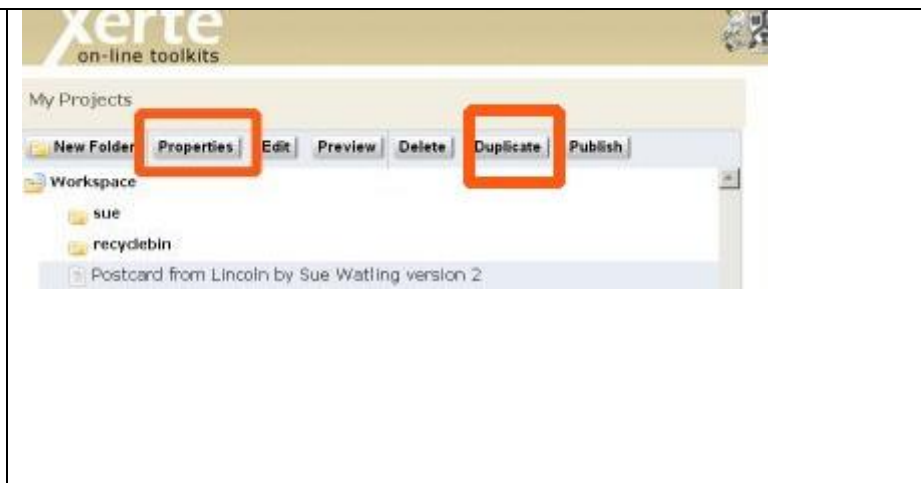 xerte
on-line toolkits
My Projects
New Folder Properties Edit Preview Delete Duplicate Publish
Workspace
sue
recyclebin
Postcard from Lincoln by Sue Watling version 2